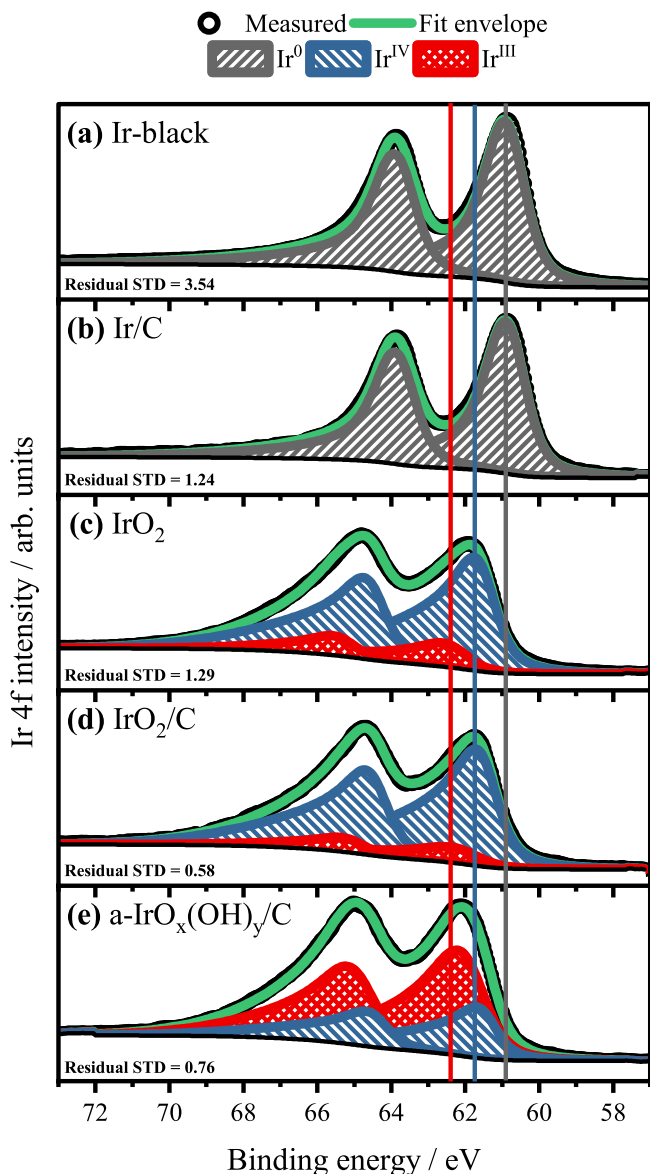 Measured Fit envelope
Ir⁰ Irᴵⱽ Irᴵᴵᴵ
(a) Ir-black
Residual STD = 3.54
(b) Ir/C
Residual STD = 1.24
(c) IrO₂
Residual STD = 1.29
(d) IrO₂/C
Residual STD = 0.58
(e) a-IrOₓ(OH)ᵧ/C
Residual STD = 0.76
Ir 4f intensity / arb. units
72 70 68 66 64 62 60 58
Binding energy / eV